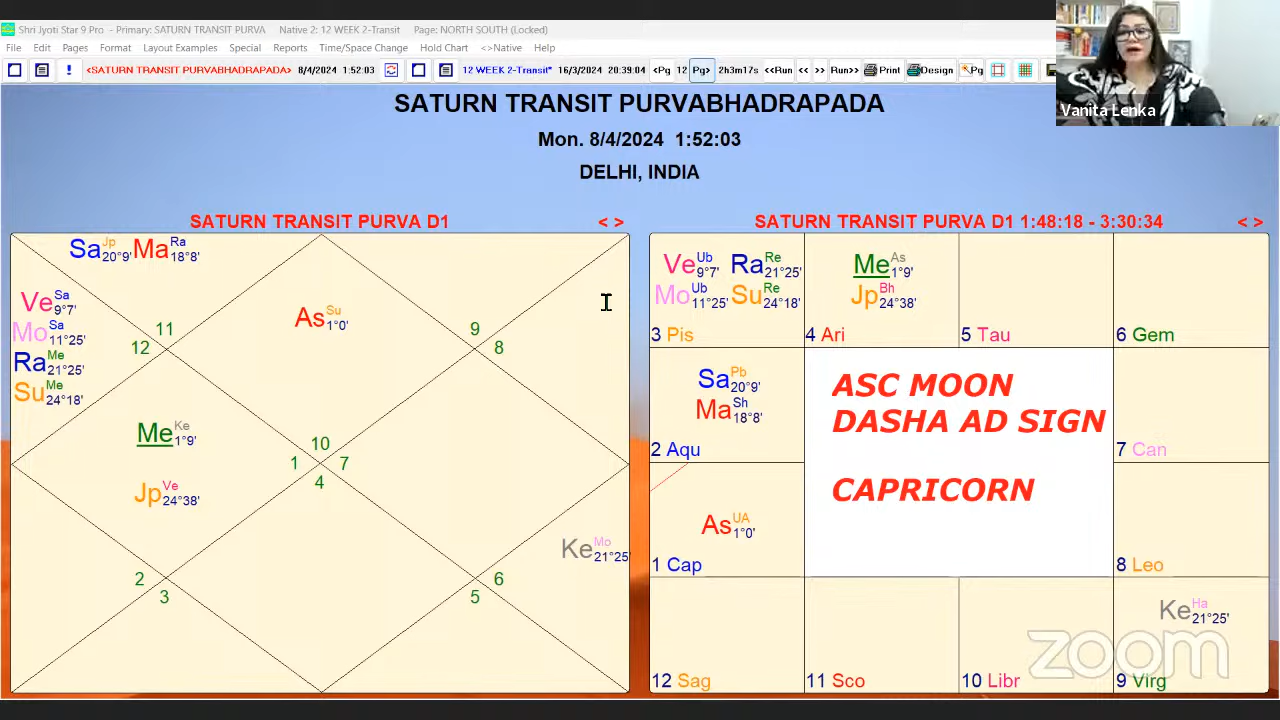 Shri Jyoti Star 9 Pro - Primary: SATURN TRANSIT PURVA Native 2: 12 WEEK 2-Transit Page: NORTH SOUTH (Locked)
File Edit Pages Format Layout Examples Special Reports Time/Space Change Hold Chart <>Native Help
! <SATURN TRANSIT PURVABHADRAPADA> 8/4/2024 1:52:03 12 WEEK 2-Transit* 16/3/2024 20:39:04 <Pg 12 Pg> 2h3m17s <<Run << >> Run>> Print Design Pg
Vanita Lenka
SATURN TRANSIT PURVABHADRAPADA
Mon. 8/4/2024 1:52:03
DELHI, INDIA
SATURN TRANSIT PURVA D1 < >
Sa Jp 20°9' Ma Ra 18°8'
Ve Sa 9°7'
Mo Sa 11°25'
Ra Me 21°25'
Su Me 24°18'
As Su 1°0'
11
12
9
8
Me Ke 1°9'
Jp Ve 24°38'
10
1 7
4
Ke Mo 21°25'
2
3
6
5
SATURN TRANSIT PURVA D1 1:48:18 - 3:30:34 < >
Ve Ub 9°7' Ra Re 21°25'
Mo Ub 11°25' Su Re 24°18'
3 Pis
Me As 1°9'
Jp Bh 24°38'
4 Ari
5 Tau
6 Gem
Sa Pb 20°9'
Ma Sh 18°8'
2 Aqu
ASC MOON
DASHA AD SIGN
CAPRICORN
7 Can
As UA 1°0'
1 Cap
8 Leo
12 Sag
11 Sco
10 Libr
Ke Ha 21°25'
9 Virg
zoom